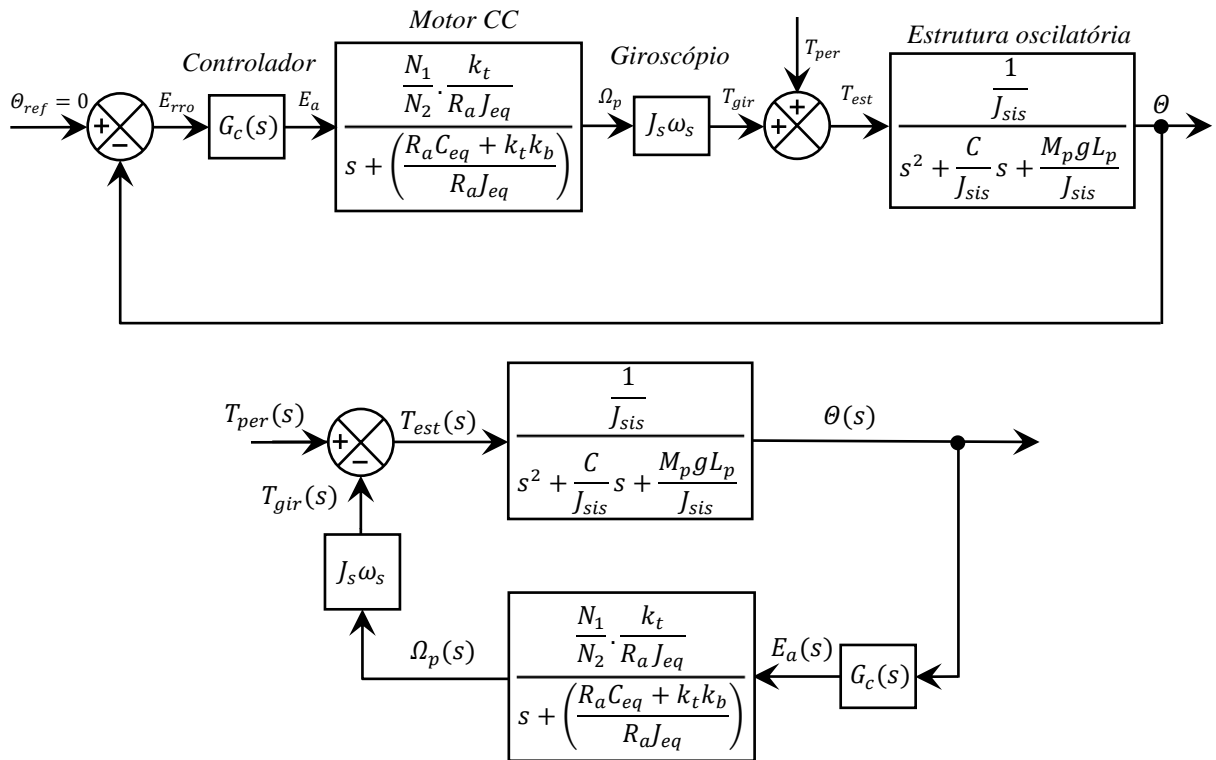 Motor CC
Controlador
Giroscópio
Estrutura oscilatória
Θ_ref = 0
+
−
E_rro
G_c(s)
E_a
N_1/N_2 . k_t/(R_a J_eq)
s + ((R_a C_eq + k_t k_b)/(R_a J_eq))
Ω_p
J_s ω_s
T_gir
T_per
+
+
T_est
1/J_sis
s^2 + (C/J_sis) s + (M_p g L_p)/J_sis
Θ
T_per(s)
+
−
T_est(s)
1/J_sis
s^2 + (C/J_sis) s + (M_p g L_p)/J_sis
Θ(s)
T_gir(s)
J_s ω_s
Ω_p(s)
N_1/N_2 . k_t/(R_a J_eq)
s + ((R_a C_eq + k_t k_b)/(R_a J_eq))
E_a(s)
G_c(s)